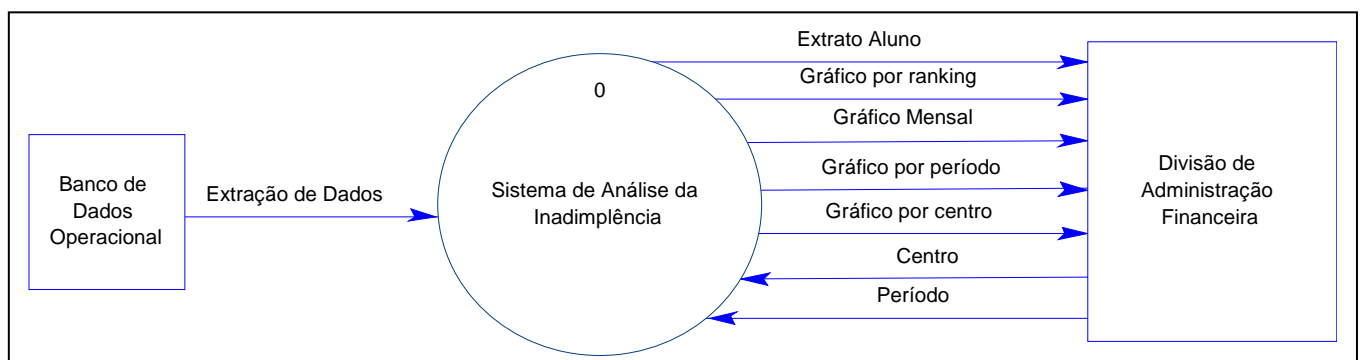 Banco de
Dados
Operacional
Extração de Dados
0
Sistema de Análise da
Inadimplência
Extrato Aluno
Gráfico por ranking
Gráfico Mensal
Gráfico por período
Gráfico por centro
Centro
Período
Divisão de
Administração
Financeira